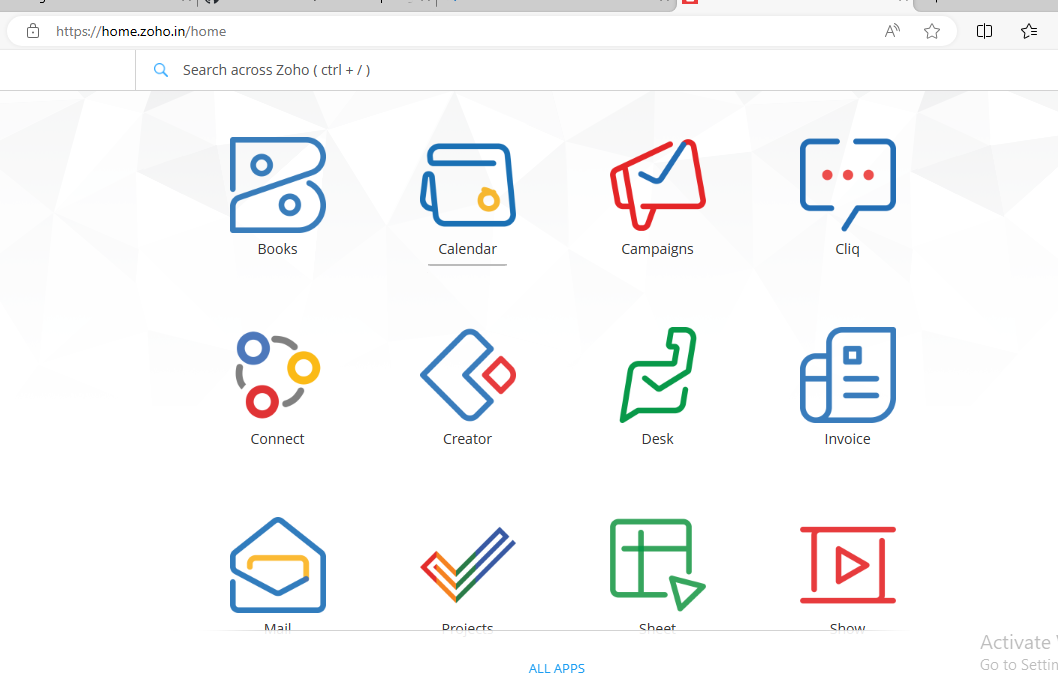 https://home.zoho.in/home
Search across Zoho ( ctrl + / )
Books Calendar Campaigns Cliq
Connect Creator Desk Invoice
Mail Projects Sheet Show
ALL APPS
Activate
Go to